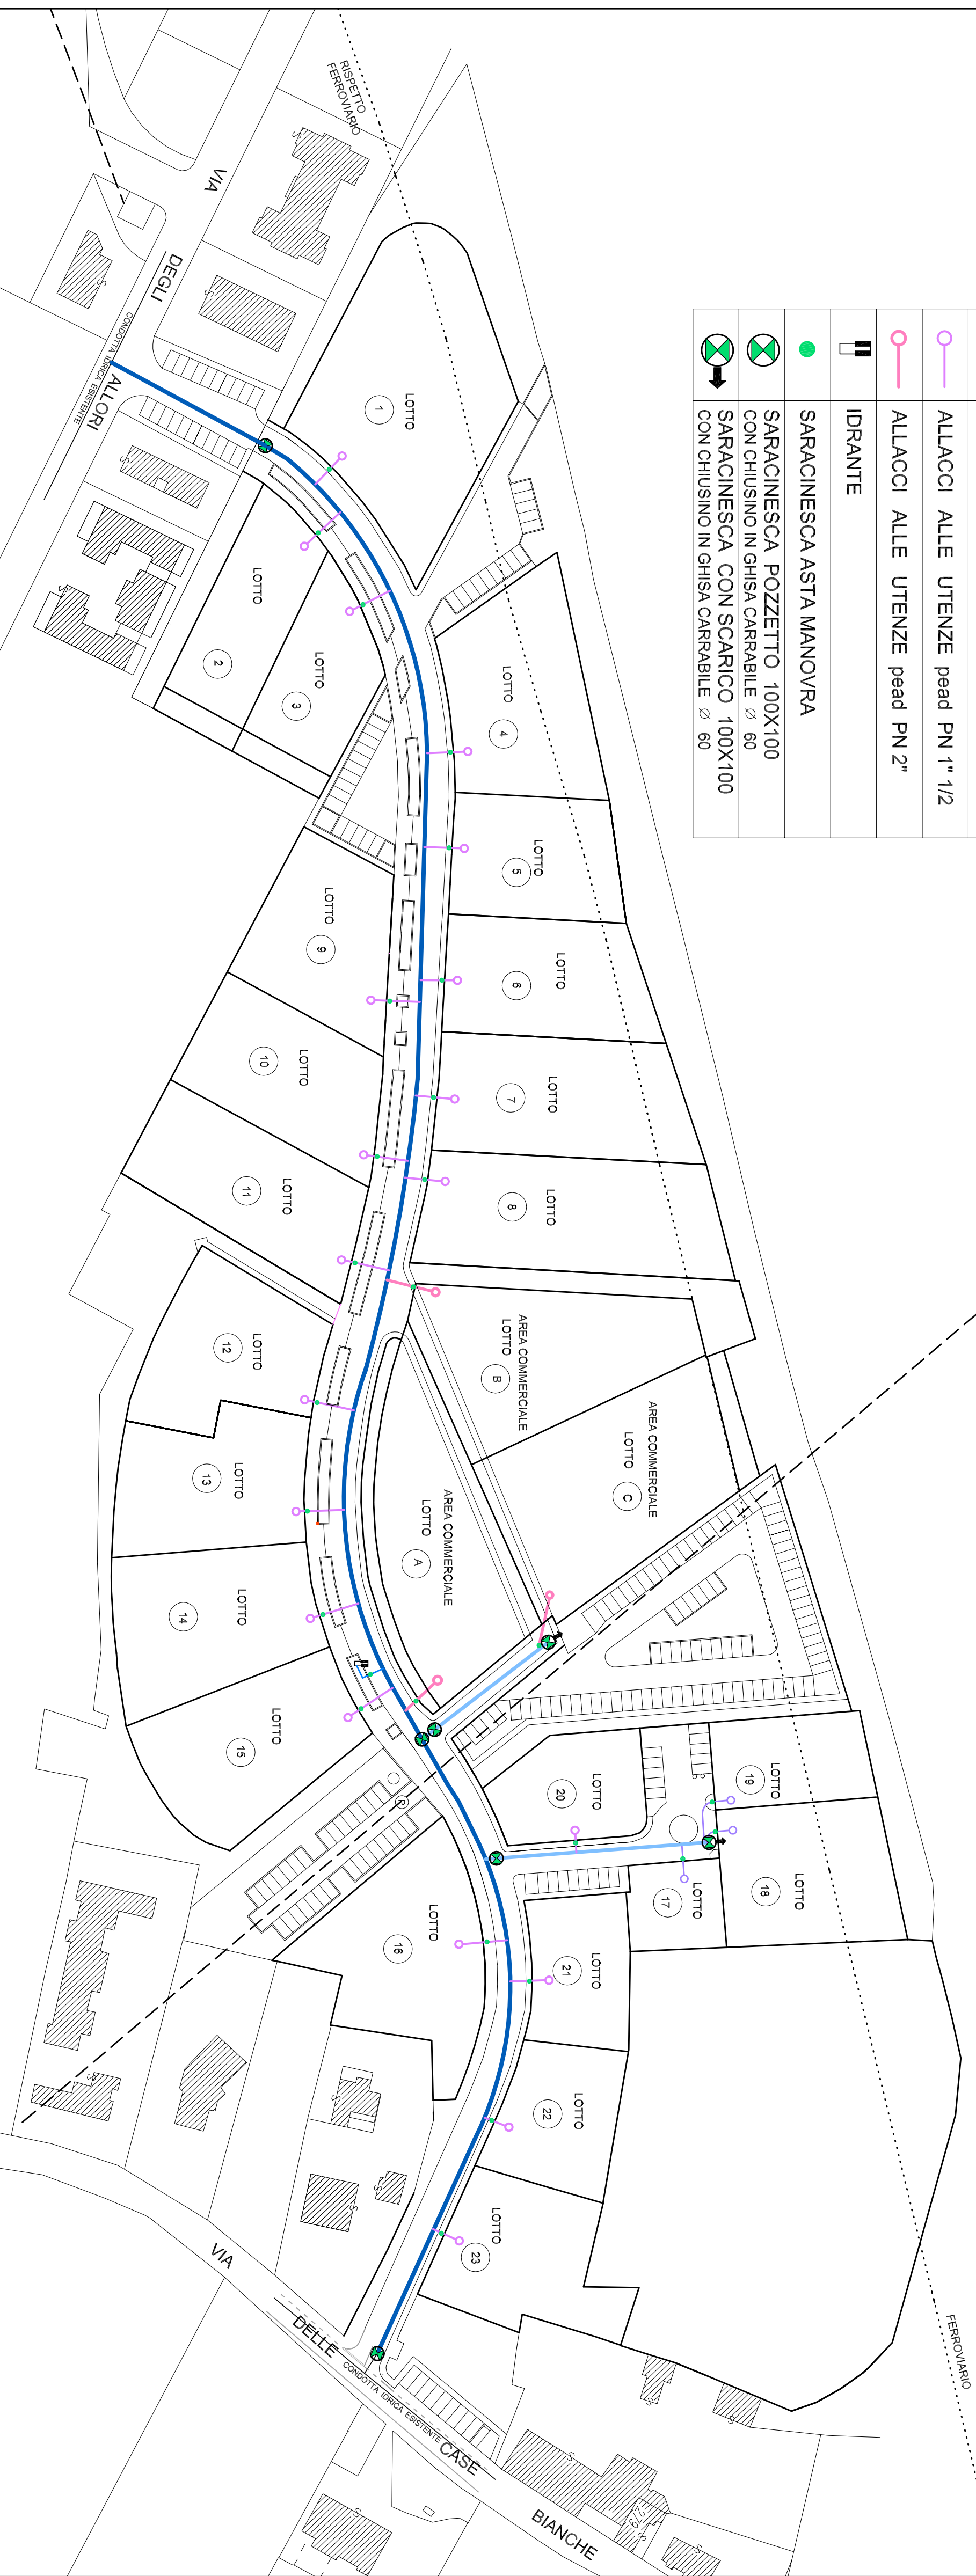 ALLACCI ALLE UTENZE pead PN 1" 1/2
ALLACCI ALLE UTENZE pead PN 2"
IDRANTE
SARACINESCA ASTA MANOVRA
SARACINESCA POZZETTO 100X100
CON CHIUSINO IN GHISA CARRABILE Ø 60
SARACINESCA CON SCARICO 100X100
CON CHIUSINO IN GHISA CARRABILE Ø 60
RISPETTO
FERROVIARIO
VIA
DEGLI
ALLORI
CONDOTTA IDRICA ESISTENTE
LOTTO
1
LOTTO
2
LOTTO
3
LOTTO
4
LOTTO
5
LOTTO
6
LOTTO
7
LOTTO
8
LOTTO
9
LOTTO
10
LOTTO
11
LOTTO
12
LOTTO
13
LOTTO
14
LOTTO
15
LOTTO
16
LOTTO
17
LOTTO
18
LOTTO
19
LOTTO
20
LOTTO
21
LOTTO
22
LOTTO
23
AREA COMMERCIALE
LOTTO
A
AREA COMMERCIALE
LOTTO
B
AREA COMMERCIALE
LOTTO
C
R
P
P
S
S
S
S
S
S
S
S
S
S
S
S
S
S
FERROVIARIO
VIA
DELLE
CASE
BIANCHE
CONDOTTA IDRICA ESISTENTE